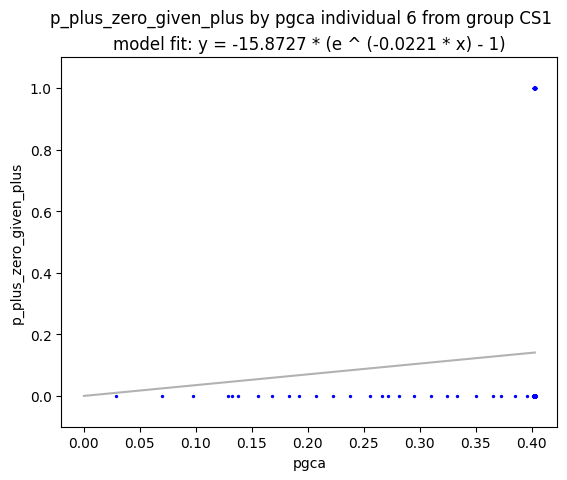 p_plus_zero_given_plus by pgca individual 6 from group CS1
model fit: y = -15.8727 * (e ^ (-0.0221 * x) - 1)
1.0
0.8
0.6
0.4
0.2
0.0
p_plus_zero_given_plus
0.00 0.05 0.10 0.15 0.20 0.25 0.30 0.35 0.40
pgca